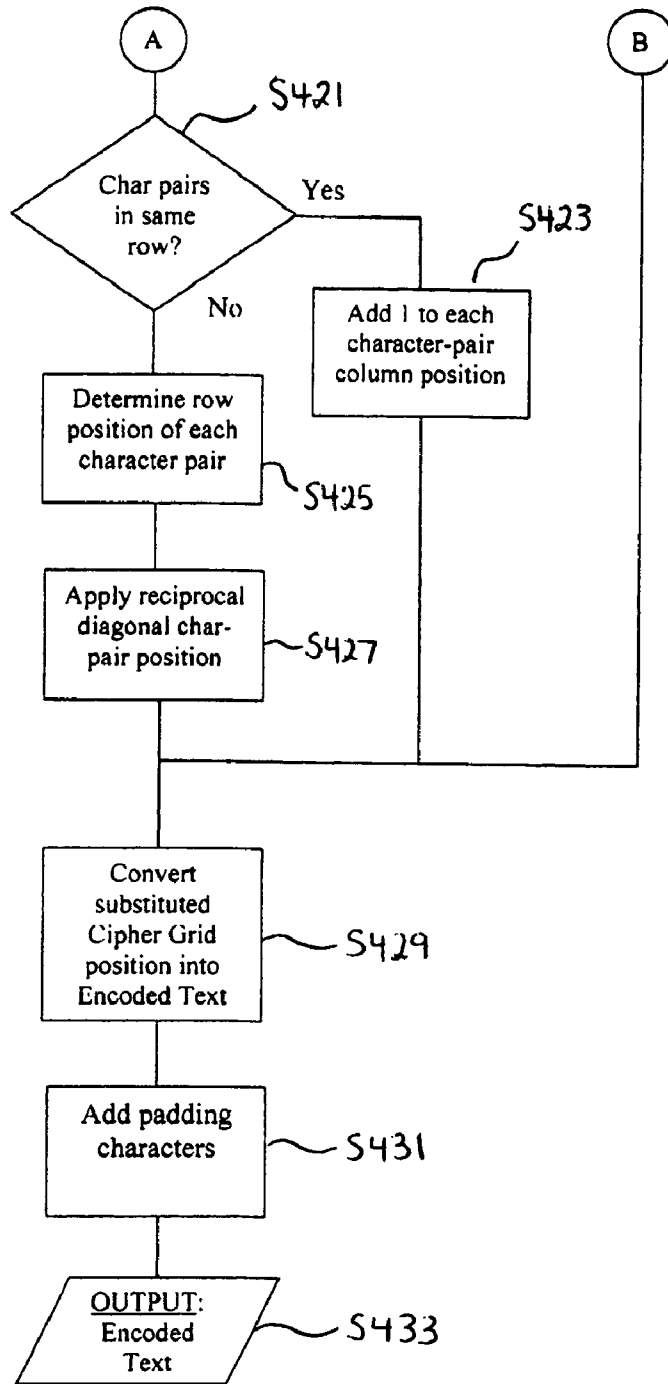 A
B
S421
Char pairs
in same
row?
Yes
No
S423
Add 1 to each
character-pair
column position
Determine row
position of each
character pair
S425
Apply reciprocal
diagonal char-
pair position
S427
Convert
substituted
Cipher Grid
position into
Encoded Text
S429
Add padding
characters
S431
OUTPUT:
Encoded
Text
S433